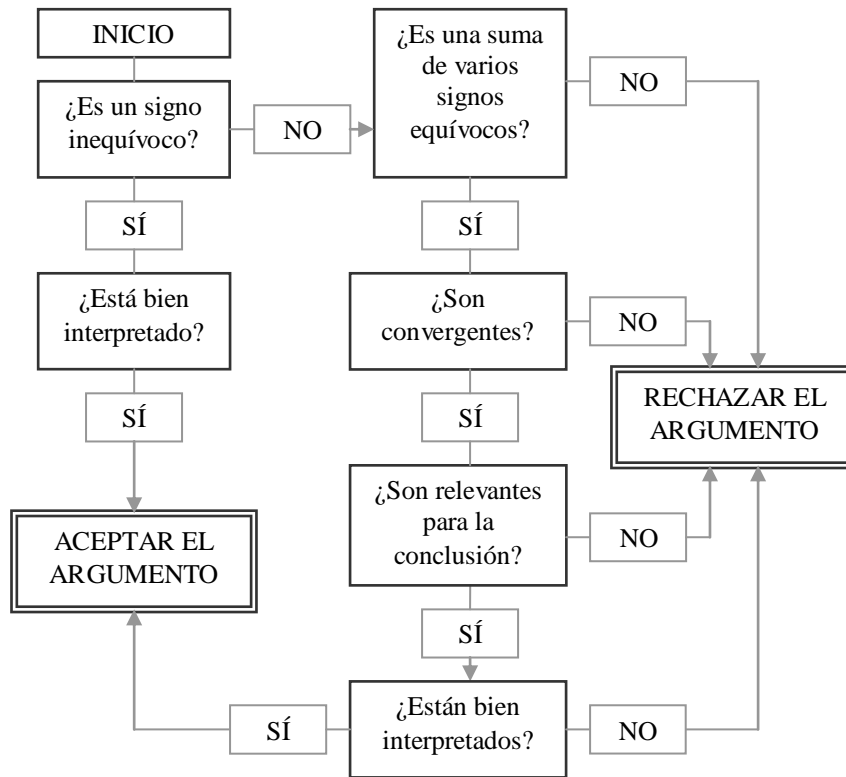 INICIO
¿Es un signo
inequívoco?
NO
¿Es una suma
de varios
signos
equívocos?
NO
SÍ
SÍ
¿Está bien
interpretado?
¿Son
convergentes?
NO
SÍ
SÍ
RECHAZAR EL
ARGUMENTO
ACEPTAR EL
ARGUMENTO
¿Son relevantes
para la
conclusión?
NO
SÍ
¿Están bien
interpretados?
SÍ
NO